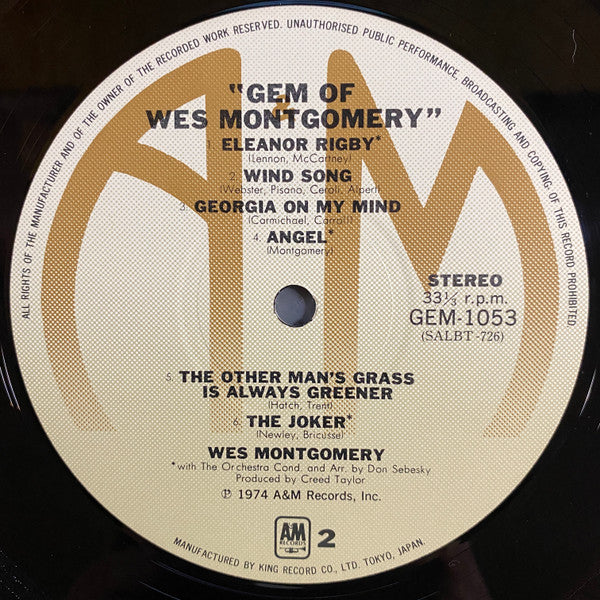 ALL RIGHTS OF THE MANUFACTURER AND OF THE OWNER OF THE RECORDED WORK RESERVED. UNAUTHORISED PUBLIC PERFORMANCE, BROADCASTING AND COPYING OF THIS RECORD PROHIBITED.
A&M
"GEM OF
WES MONTGOMERY"
ELEANOR RIGBY*
(Lennon, McCartney)
2. WIND SONG
(Webster, Pisano, Ceroli, Alpert)
3. GEORGIA ON MY MIND
(Carmichael, Carroll)
4. ANGEL*
(Montgomery)
STEREO
33⅓ r.p.m.
GEM-1053
(SALBT-726)
5. THE OTHER MAN'S GRASS
IS ALWAYS GREENER
(Hatch, Trent)
6. THE JOKER*
(Newley, Bricusse)
WES MONTGOMERY
*with The Orchestra Cond. and Arr. by Don Sebesky
Produced by Creed Taylor
℗ 1974 A&M Records, Inc.
AM
RECORDS
2
MANUFACTURED BY KING RECORD CO., LTD. TOKYO, JAPAN.